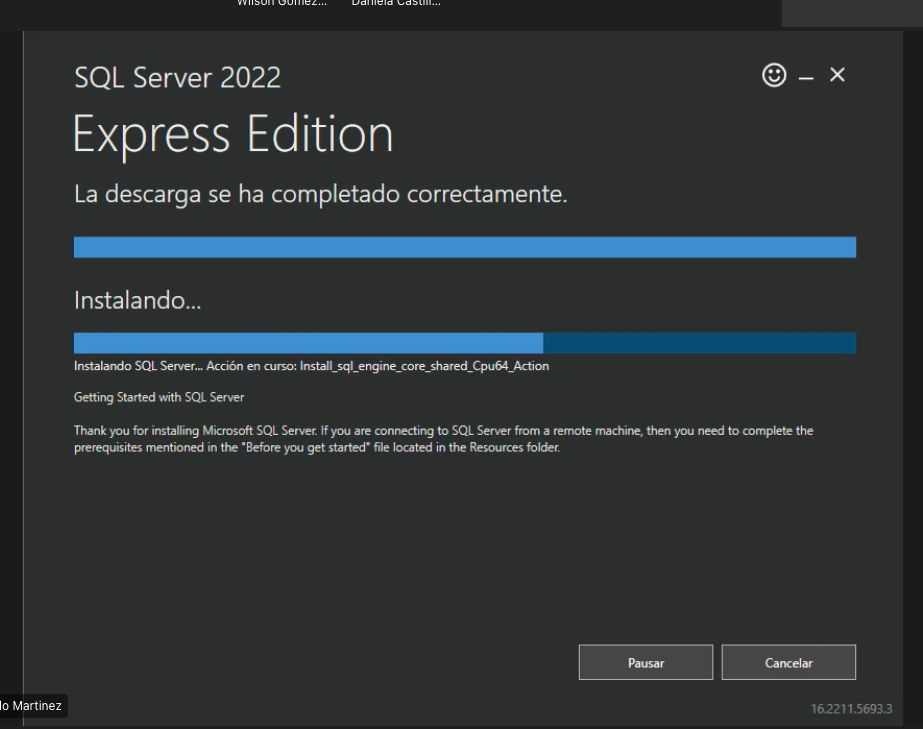 Wilson Gómez... Daniela Castill...
SQL Server 2022
Express Edition
La descarga se ha completado correctamente.
Instalando...
Instalando SQL Server... Acción en curso: Install_sql_engine_core_shared_Cpu64_Action
Getting Started with SQL Server
Thank you for installing Microsoft SQL Server. If you are connecting to SQL Server from a remote machine, then you need to complete the
prerequisites mentioned in the "Before you get started" file located in the Resources folder.
Pausar Cancelar
lo Martinez
16.2211.5693.3